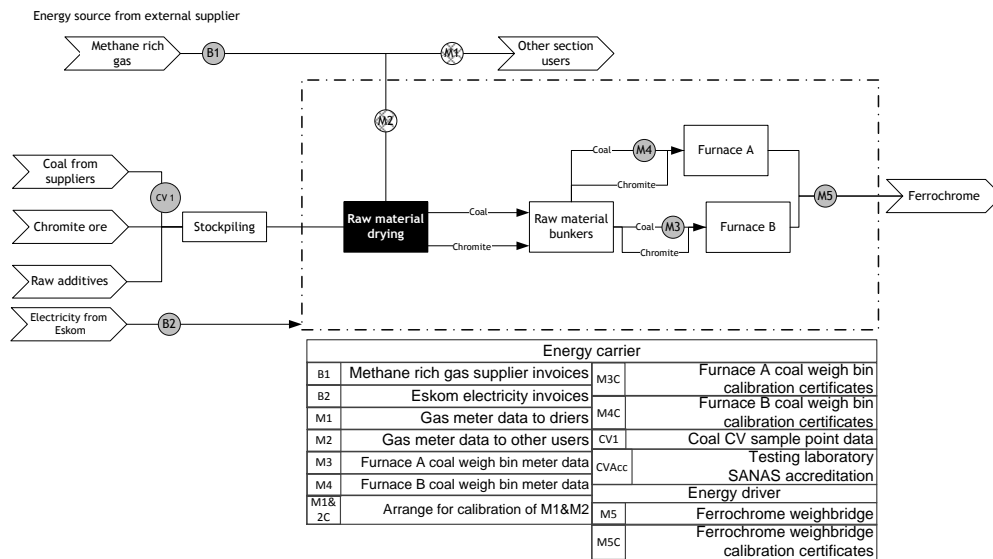 Energy source from external supplier
Methane rich
gas
B1
M1
Other section
users
M2
Coal from
suppliers
CV 1
Chromite ore
Stockpiling
Raw additives
Electricity from
Eskom
B2
Raw material
drying
Coal
Chromite
Raw material
bunkers
Coal
M4
Chromite
Furnace A
Coal
M3
Chromite
Furnace B
M5
Ferrochrome
Energy carrier
B1 Methane rich gas supplier invoices
B2 Eskom electricity invoices
M1 Gas meter data to driers
M2 Gas meter data to other users
M3 Furnace A coal weigh bin meter data
M4 Furnace B coal weigh bin meter data
M1&
2C
Arrange for calibration of M1&M2
M3C
Furnace A coal weigh bin
calibration certificates
M4C
Furnace B coal weigh bin
calibration certificates
CV1 Coal CV sample point data
CVAcc
Testing laboratory
SANAS accreditation
Energy driver
M5 Ferrochrome weighbridge
M5C
Ferrochrome weighbridge
calibration certificates